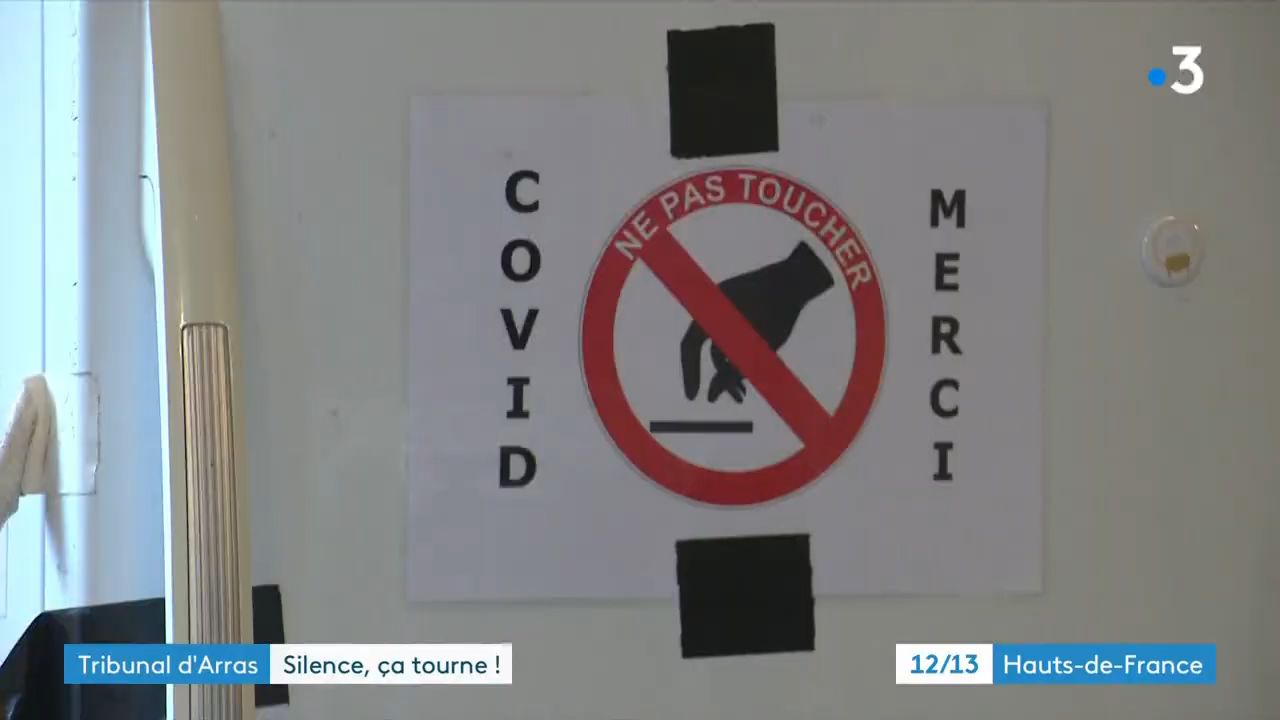 3
NE PAS TOUCHER
COVID
MERCI
Tribunal d'Arras
Silence, ça tourne !
12/13
Hauts-de-France